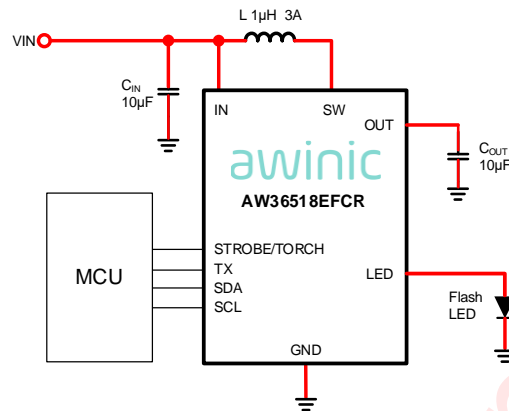 L 1µH 3A
VIN
CIN
10µF
IN
SW
OUT
COUT
10µF
awinic
AW36518EFCR
MCU
STROBE/TORCH
TX
SDA
SCL
LED
Flash
LED
GND